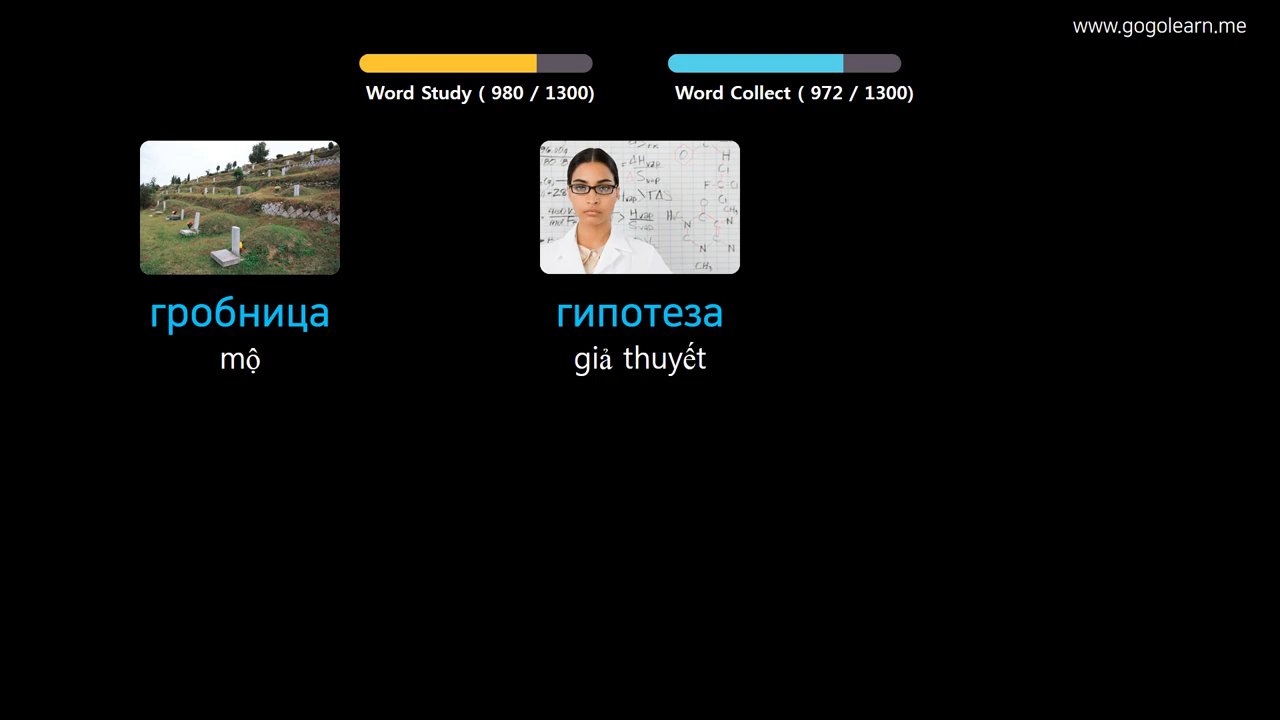 www.gogolearn.me
Word Study ( 980 / 1300)
Word Collect ( 972 / 1300)
гробница
mộ
гипотеза
giả thuyết